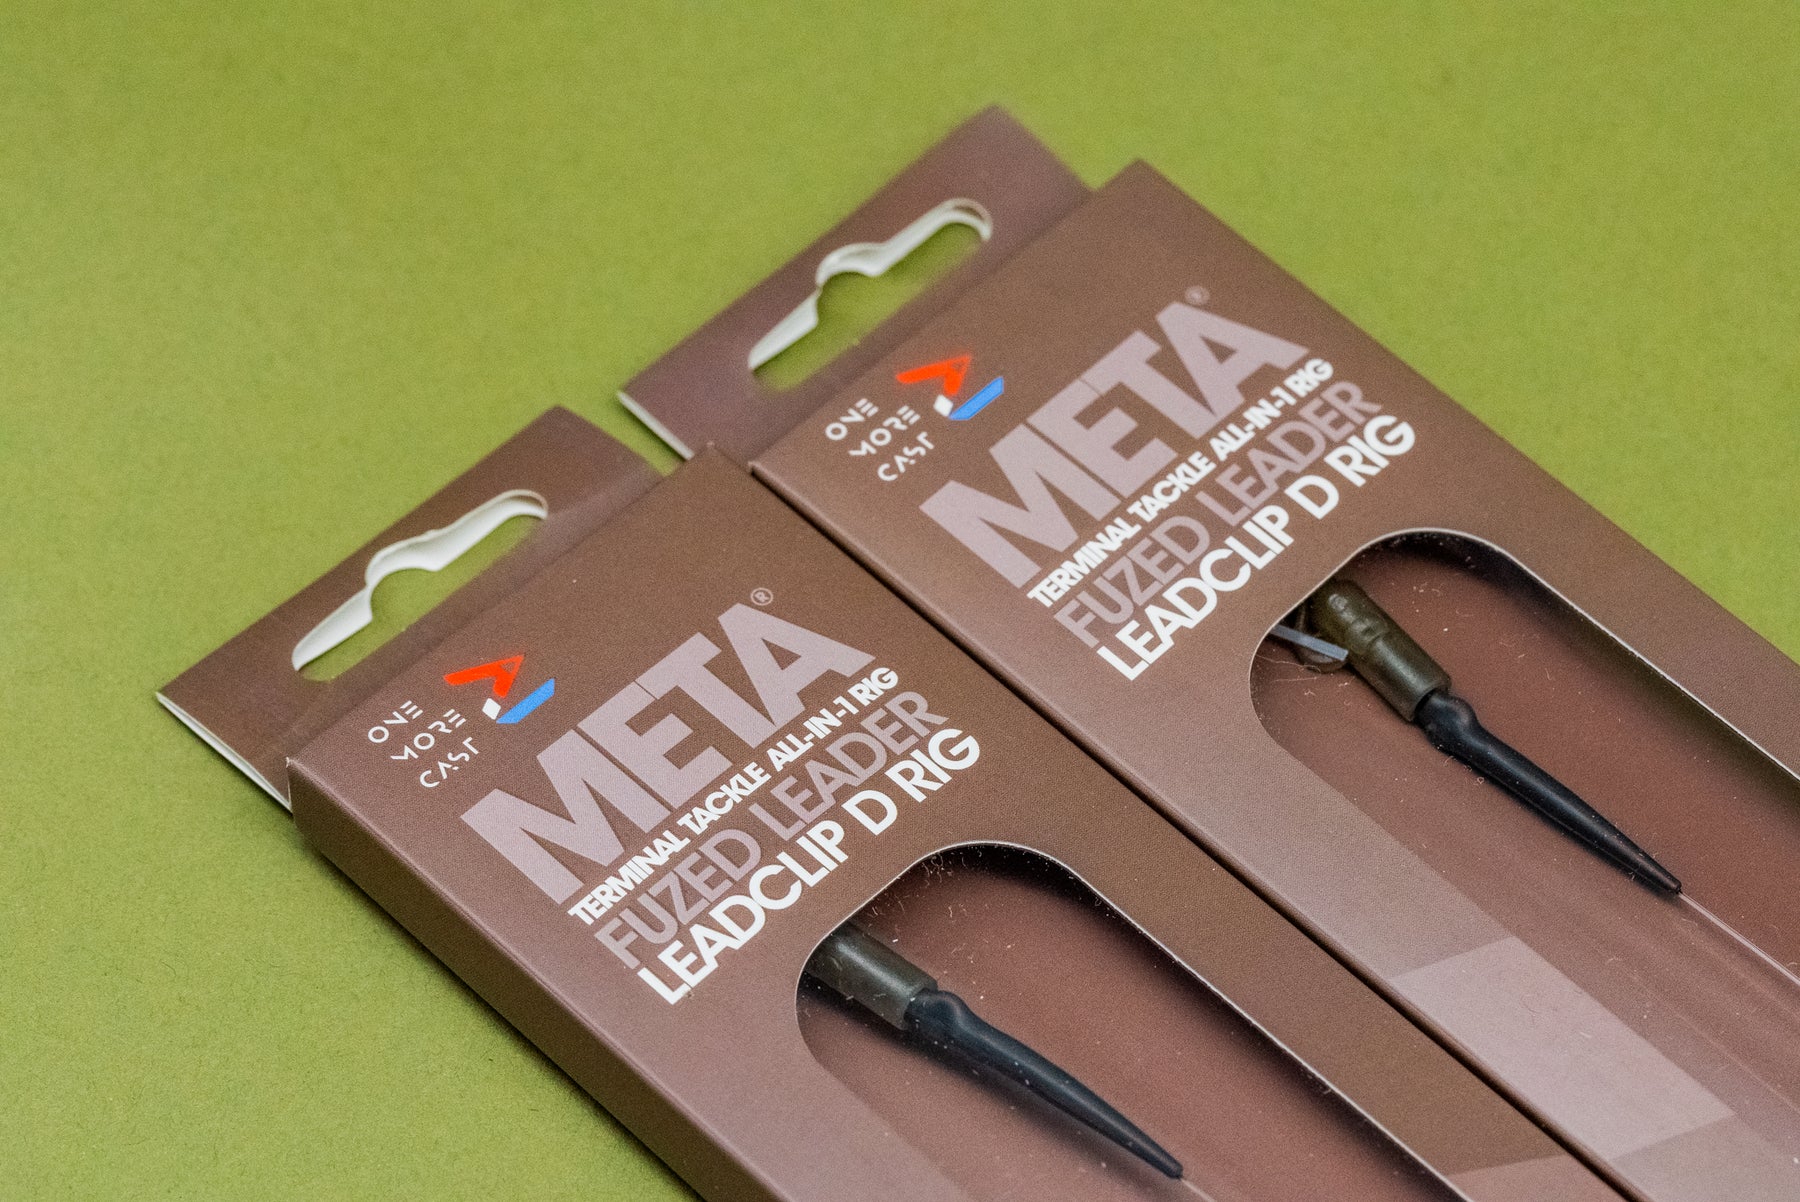 ONE
MORE
CAST
META®
TERMINAL TACKLE ALL-IN-1 RIG
FUZED LEADER
LEADCLIP D RIG
ONE
MORE
CAST
META®
TERMINAL TACKLE ALL-IN-1 RIG
FUZED LEADER
LEADCLIP D RIG